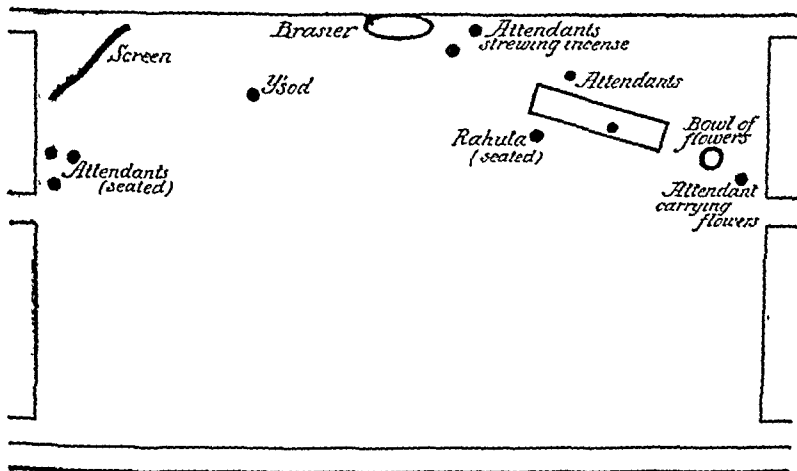 Brasier
Attendants
strewing incense
Screen
Y'sod
Attendants
Rahula
(seated)
Bowl of
flowers
Attendants
(seated)
Attendant
carrying
flowers